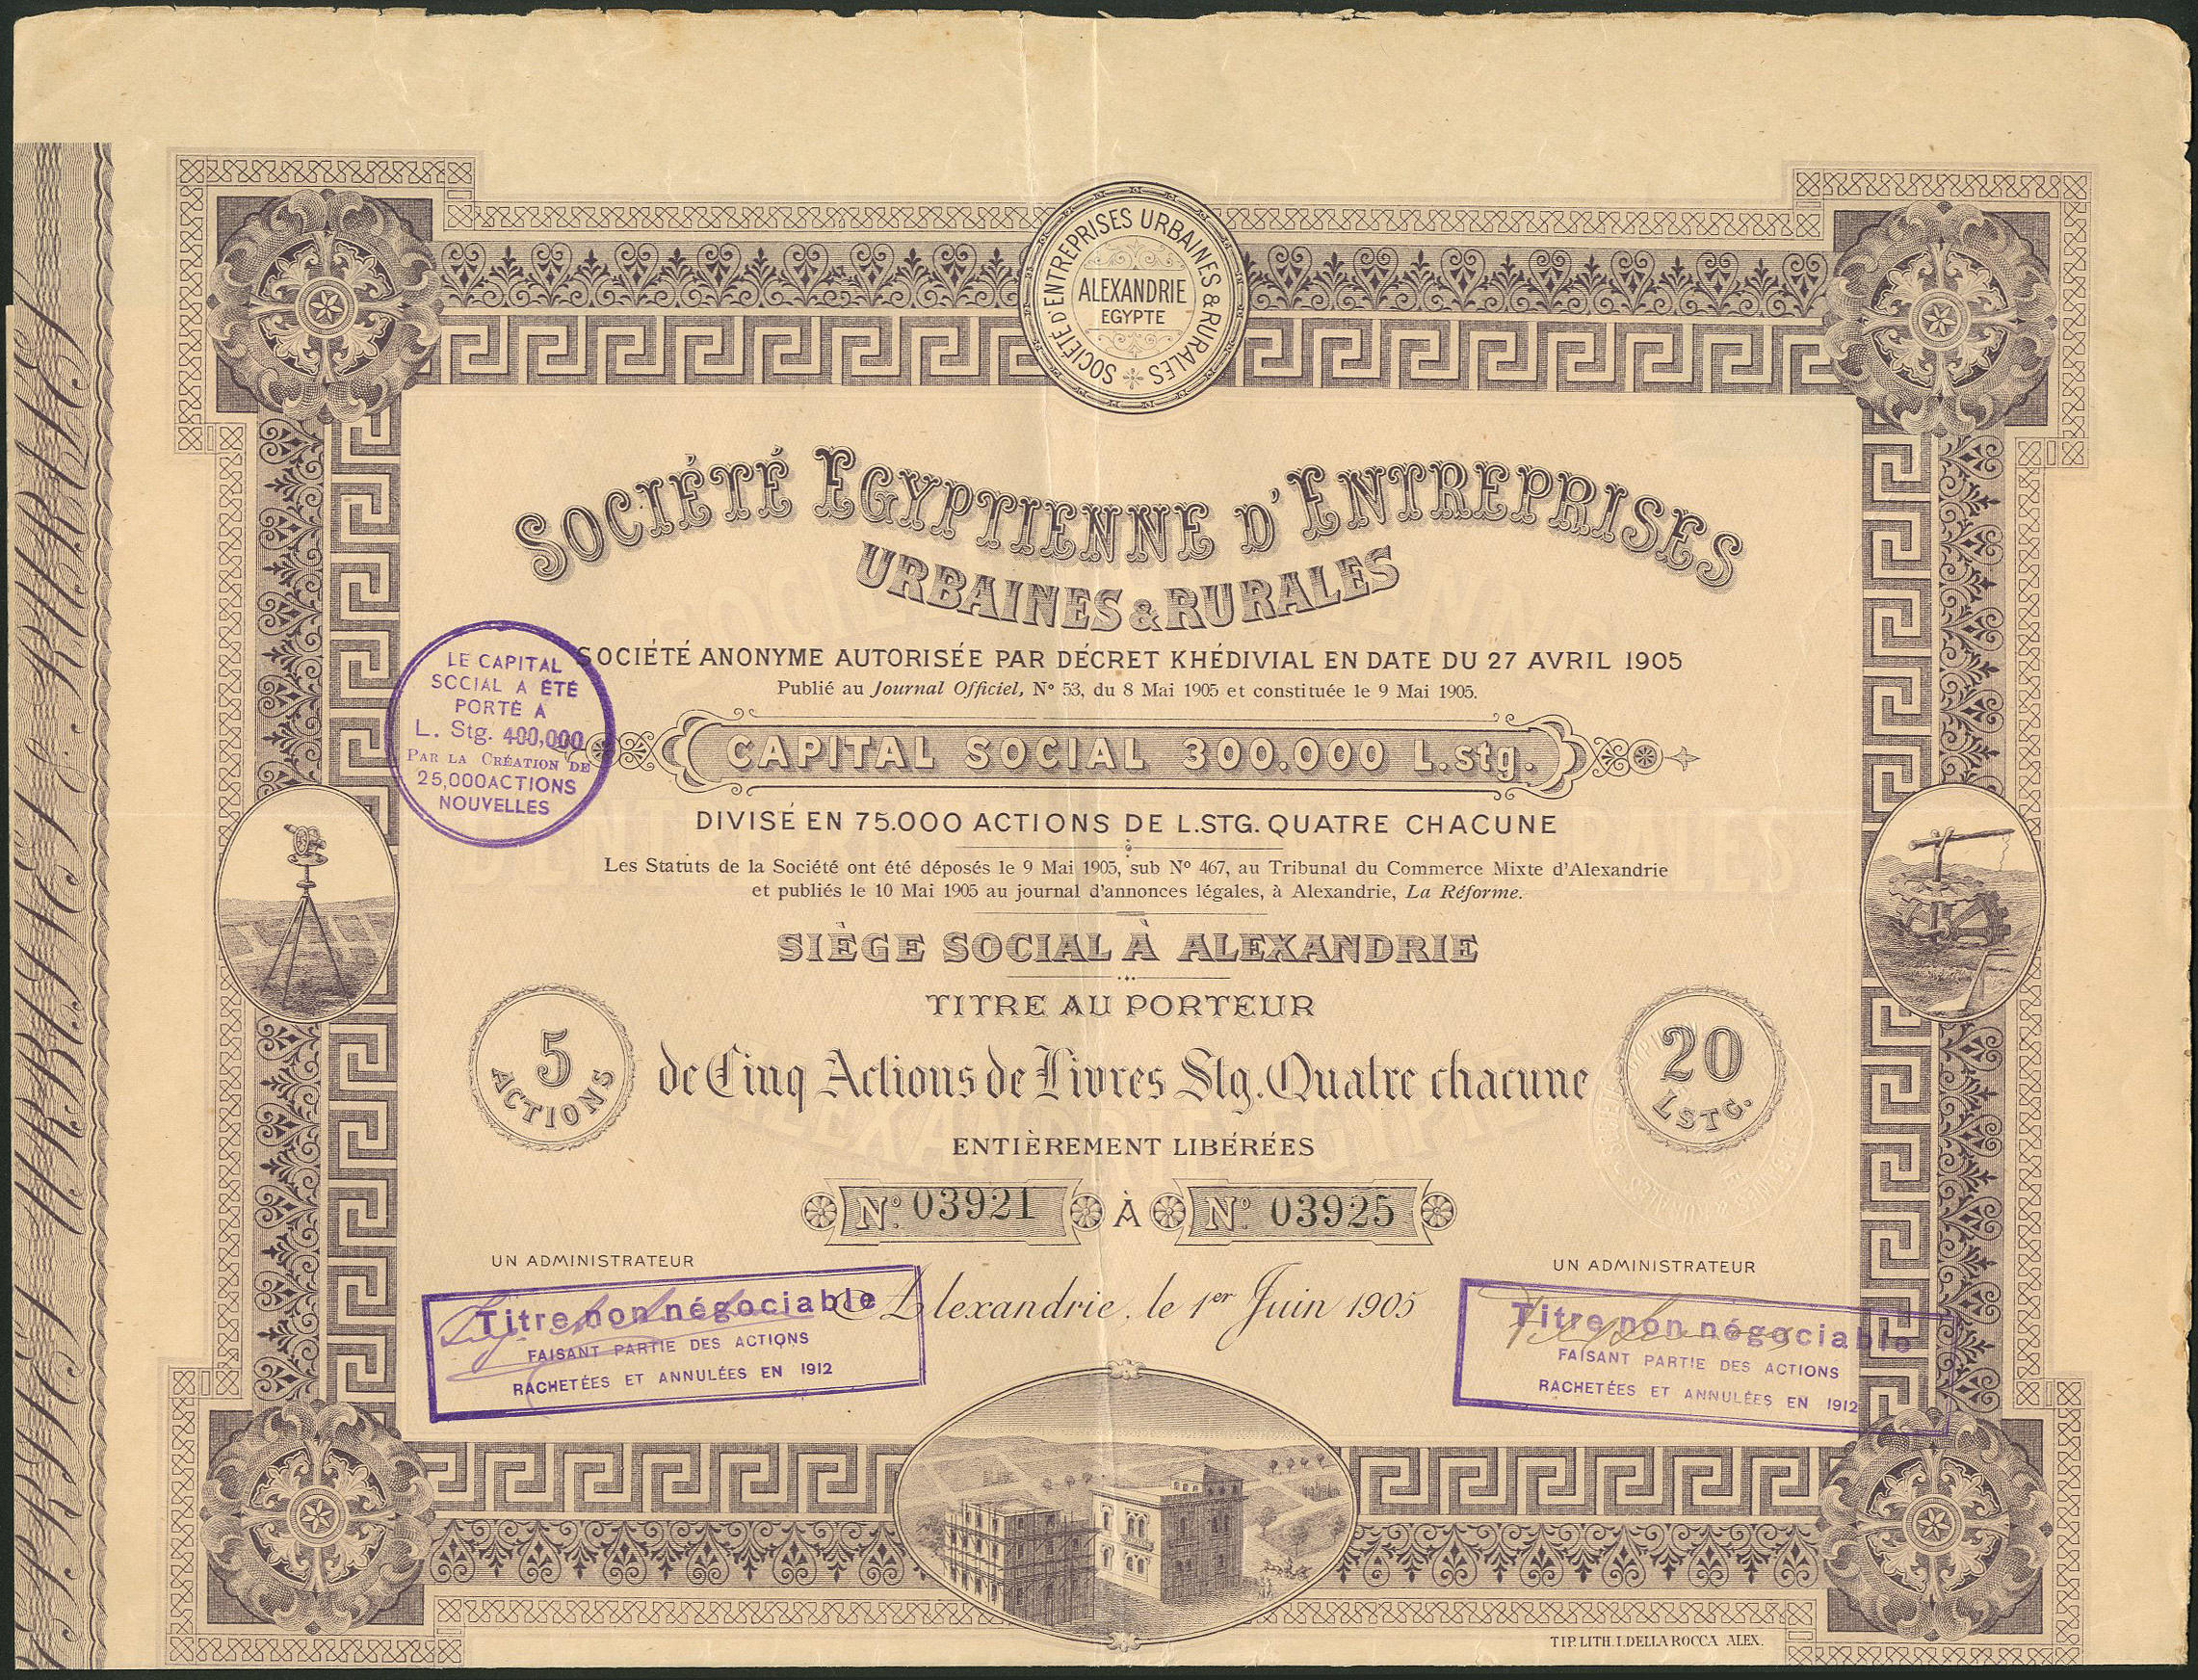 SOCIÉTÉ D'ENTREPRISES URBAINES & RURALES
ALEXANDRIE
EGYPTE
SOCIÉTÉ EGYPTIENNE D'ENTREPRISES
URBAINES & RURALES
SOCIÉTÉ ANONYME AUTORISÉE PAR DÉCRET KHÉDIVIAL EN DATE DU 27 AVRIL 1905
Publié au Journal Officiel, Nº 53, du 8 Mai 1905 et constituée le 9 Mai 1905.
LE CAPITAL
SOCIAL A ÉTÉ
PORTÉ A
L. Stg. 400,000
PAR LA CRÉATION DE
25,000 ACTIONS
NOUVELLES
CAPITAL SOCIAL 300.000 L.stg.
DIVISÉ EN 75.000 ACTIONS DE L.STG. QUATRE CHACUNE
Les Statuts de la Société ont été déposés le 9 Mai 1905, sub Nº 467, au Tribunal du Commerce Mixte d'Alexandrie
et publiés le 10 Mai 1905 au journal d'annonces légales, à Alexandrie, La Réforme.
SIÈGE SOCIAL À ALEXANDRIE
TITRE AU PORTEUR
5
ACTIONS
de Cinq Actions de Livres Stg. Quatre chacune
20
LSTG.
ENTIÈREMENT LIBÉRÉES
Nº 03921 À Nº 03925
UN ADMINISTRATEUR
UN ADMINISTRATEUR
Alexandrie, le 1er Juin 1905
Titre non négociable
FAISANT PARTIE DES ACTIONS
RACHETÉES ET ANNULÉES EN 1912
Titre non négociable
FAISANT PARTIE DES ACTIONS
RACHETÉES ET ANNULÉES EN 1912
TIP. LITH. I. DELLA ROCCA ALEX.